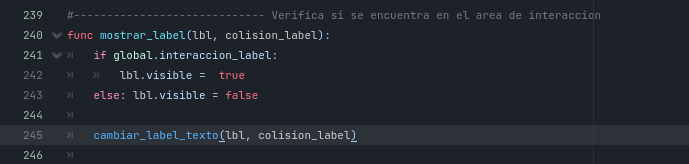 239 #----------------------------- Verifica si se encuentra en el area de interaccion
240 func mostrar_label(lbl, colision_label):
241 if global.interaccion_label:
242 lbl.visible =  true
243 else: lbl.visible = false
244
245 cambiar_label_texto(lbl, colision_label)
246